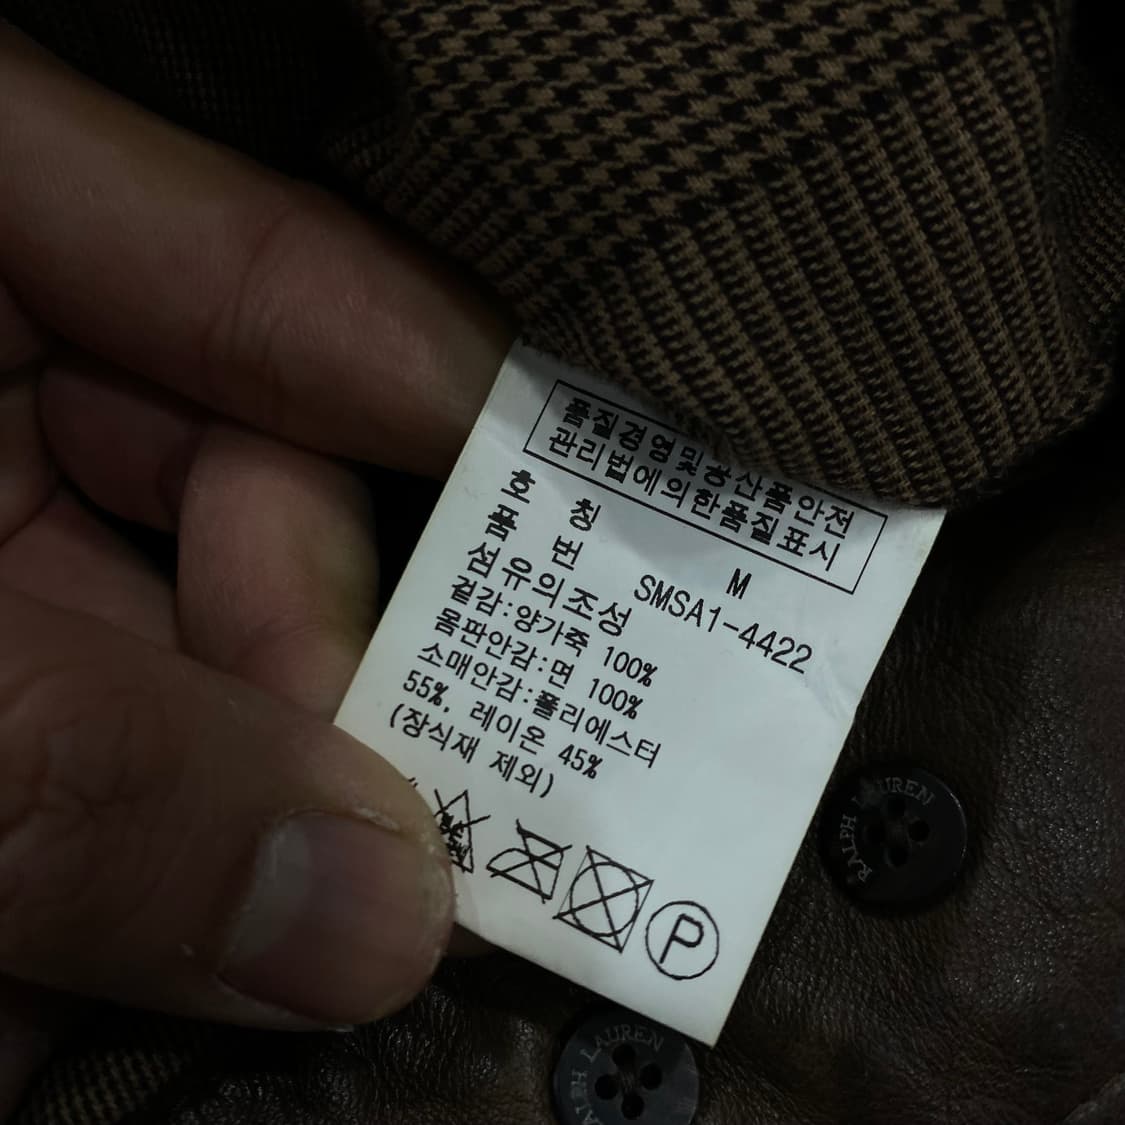 품질경영및공산품안전
관리법에의한품질표시
호 칭 M
품 번 SMSA1-4422
섬유의조성
겉감:양가죽 100%
몸판안감:면 100%
소매안감:폴리에스터
55%, 레이온 45%
(장식재 제외)
P
RALPH LAUREN
RALPH LAUREN